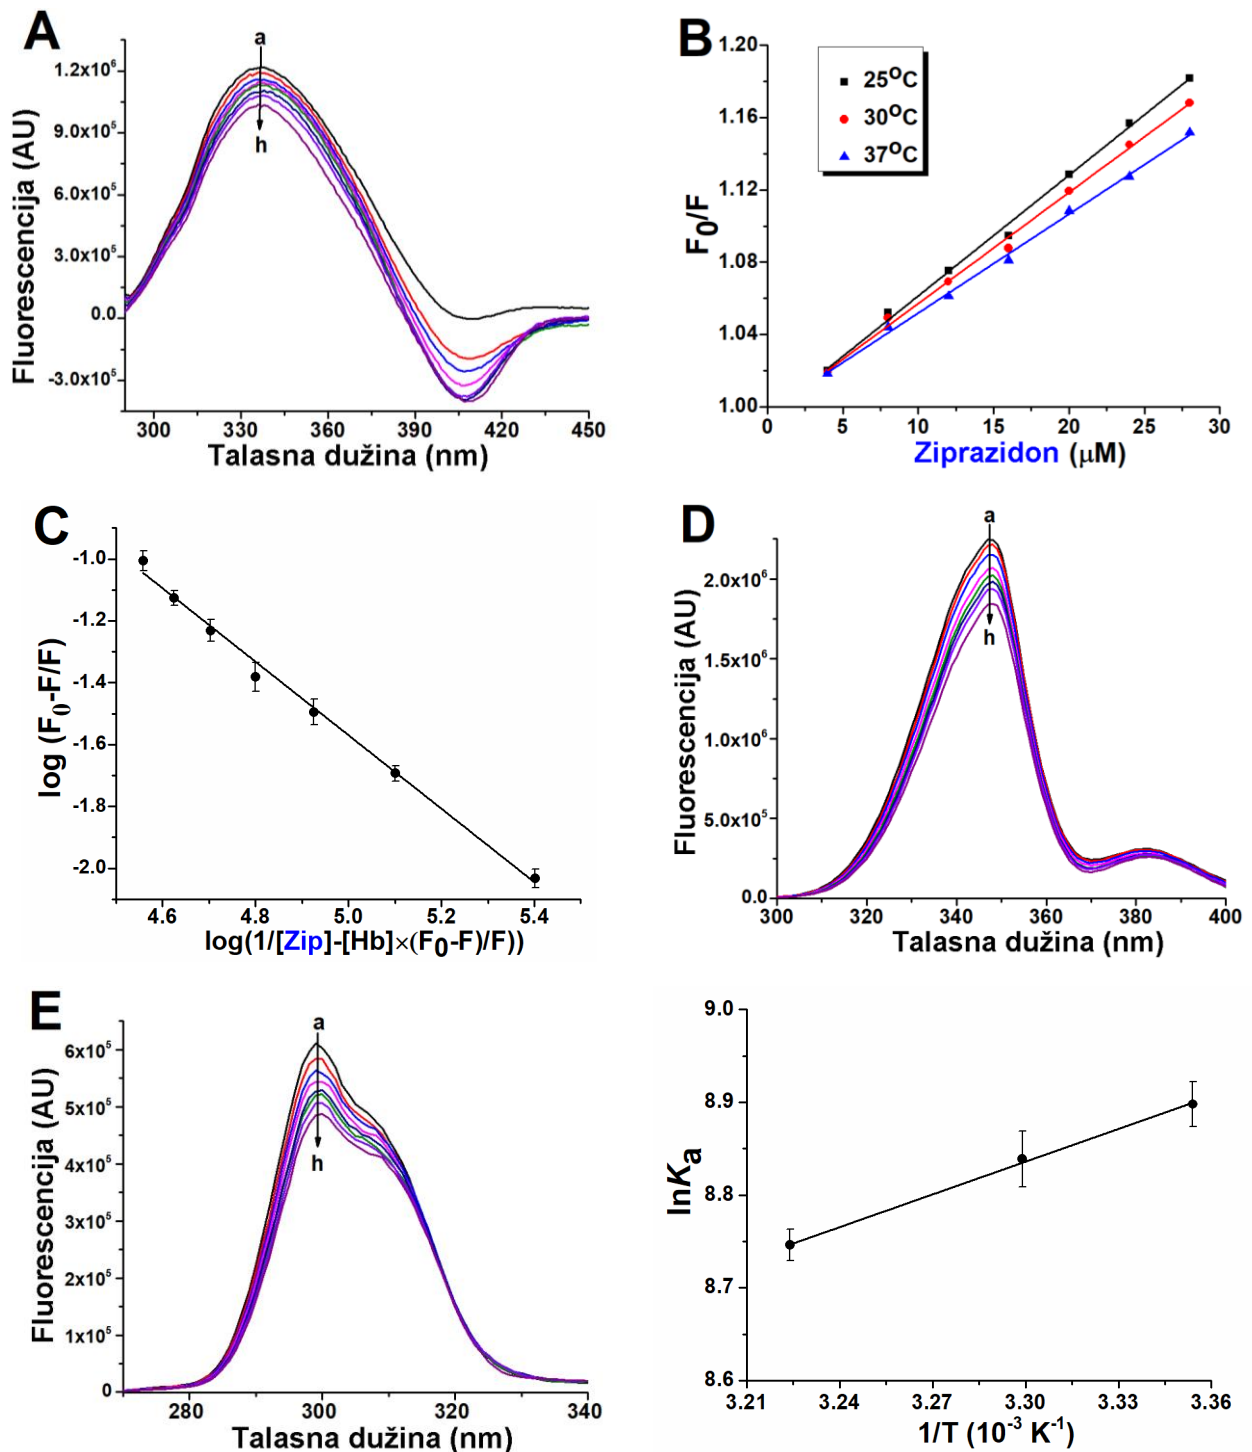 A
a
h
1.2x10⁶
9.0x10⁵
6.0x10⁵
3.0x10⁵
0.0
-3.0x10⁵
300 330 360 390 420 450
Fluorescencija (AU)
Talasna dužina (nm)
B
25°C
30°C
37°C
1.20
1.16
1.12
1.08
1.04
1.00
0 5 10 15 20 25 30
F₀/F
Ziprazidon (μM)
C
-1.0
-1.2
-1.4
-1.6
-1.8
-2.0
4.6 4.8 5.0 5.2 5.4
log (F₀-F/F)
log(1/[Zip]-[Hb]×(F₀-F)/F))
D
a
h
2.0x10⁶
1.5x10⁶
1.0x10⁶
5.0x10⁵
0.0
300 320 340 360 380 400
Fluorescencija (AU)
Talasna dužina (nm)
E
a
h
6x10⁵
5x10⁵
4x10⁵
3x10⁵
2x10⁵
1x10⁵
0
280 300 320 340
Fluorescencija (AU)
Talasna dužina (nm)
9.0
8.9
8.8
8.7
8.6
3.21 3.24 3.27 3.30 3.33 3.36
lnKa
1/T (10⁻³ K⁻¹)